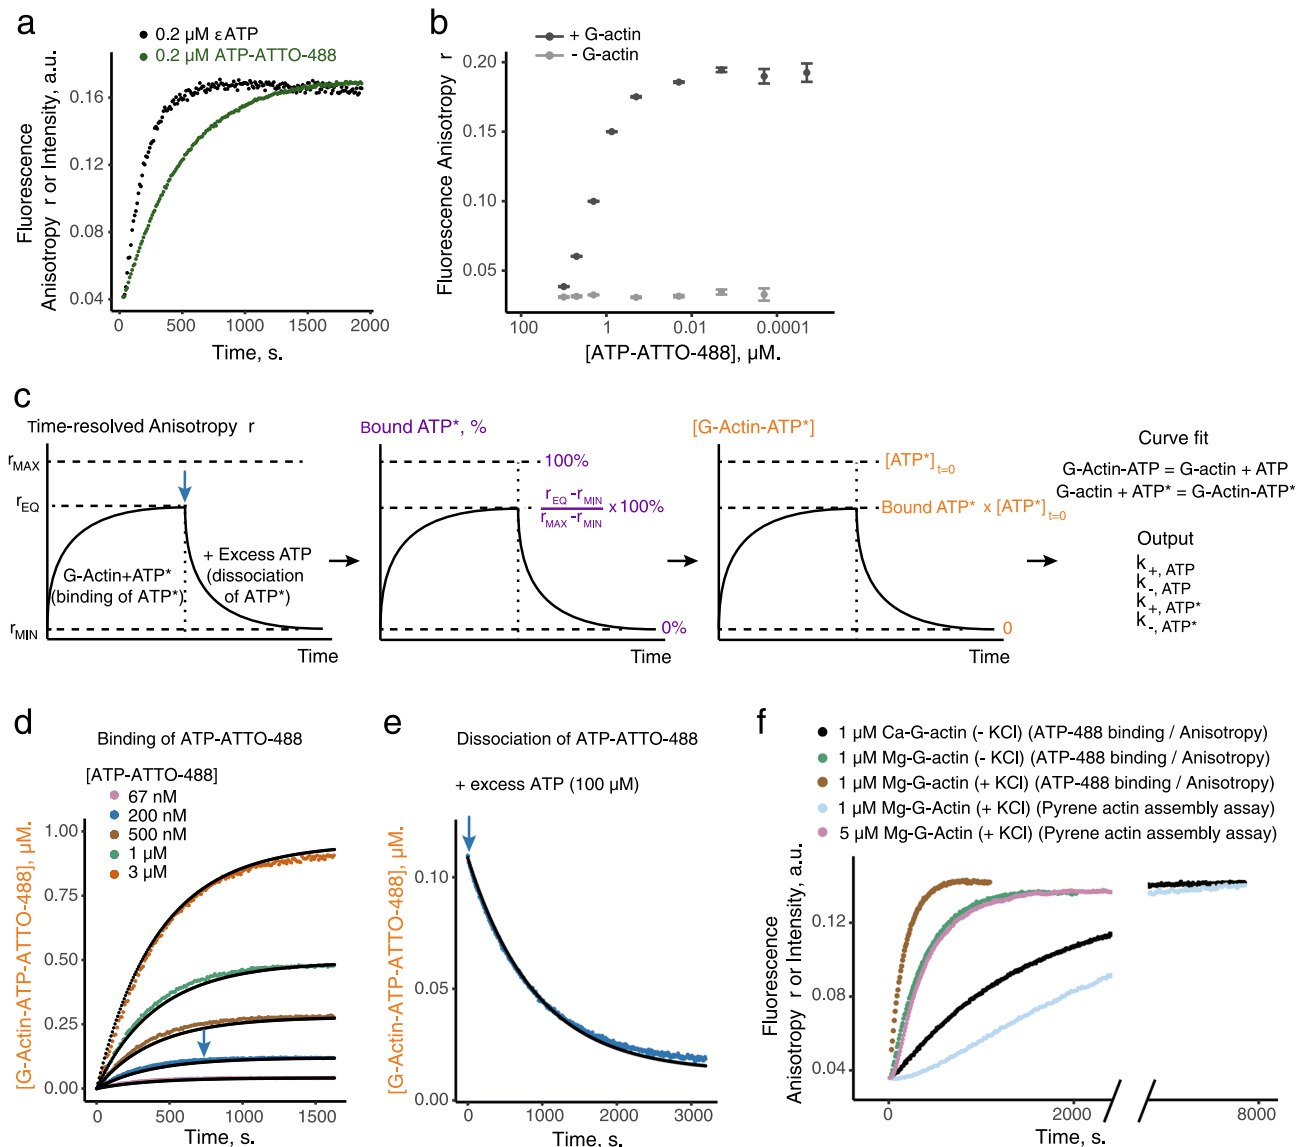 a
0.2 µM εATP
0.2 µM ATP-ATTO-488
Fluorescence
Anisotropy r or Intensity, a.u.
0.16
0.12
0.08
0.04
0 500 1000 1500 2000
Time, s.
b
+ G-actin
- G-actin
Fluorescence Anisotropy r
0.20
0.15
0.10
0.05
100 1 0.01 0.0001
[ATP-ATTO-488], µM.
c
Time-resolved Anisotropy r
rMAX
rEQ
rMIN
G-Actin+ATP*
(binding of ATP*)
+ Excess ATP
(dissociation
of ATP*)
Time
Bound ATP*, %
100%
rEQ -rMIN
rMAX -rMIN
x 100%
0%
Time
[G-Actin-ATP*]
[ATP*]t=0
Bound ATP* x [ATP*]t=0
0
Time
Curve fit
G-Actin-ATP = G-actin + ATP
G-actin + ATP* = G-Actin-ATP*
Output
k+, ATP
k-, ATP
k+, ATP*
k-, ATP*
d
Binding of ATP-ATTO-488
[ATP-ATTO-488]
67 nM
200 nM
500 nM
1 µM
3 µM
[G-Actin-ATP-ATTO-488], µM.
1.00
0.75
0.50
0.25
0.00
0 500 1000 1500
Time, s.
e
Dissociation of ATP-ATTO-488
+ excess ATP (100 µM)
[G-Actin-ATP-ATTO-488], µM.
0.10
0.05
0.00
0 1000 2000 3000
Time, s.
f
1 µM Ca-G-actin (- KCl) (ATP-488 binding / Anisotropy)
1 µM Mg-G-actin (- KCl) (ATP-488 binding / Anisotropy)
1 µM Mg-G-actin (+ KCl) (ATP-488 binding / Anisotropy)
1 µM Mg-G-Actin (+ KCl) (Pyrene actin assembly assay)
5 µM Mg-G-Actin (+ KCl) (Pyrene actin assembly assay)
Fluorescence
Anisotropy r or Intensity, a.u.
0.12
0.08
0.04
0 2000 8000
Time, s.